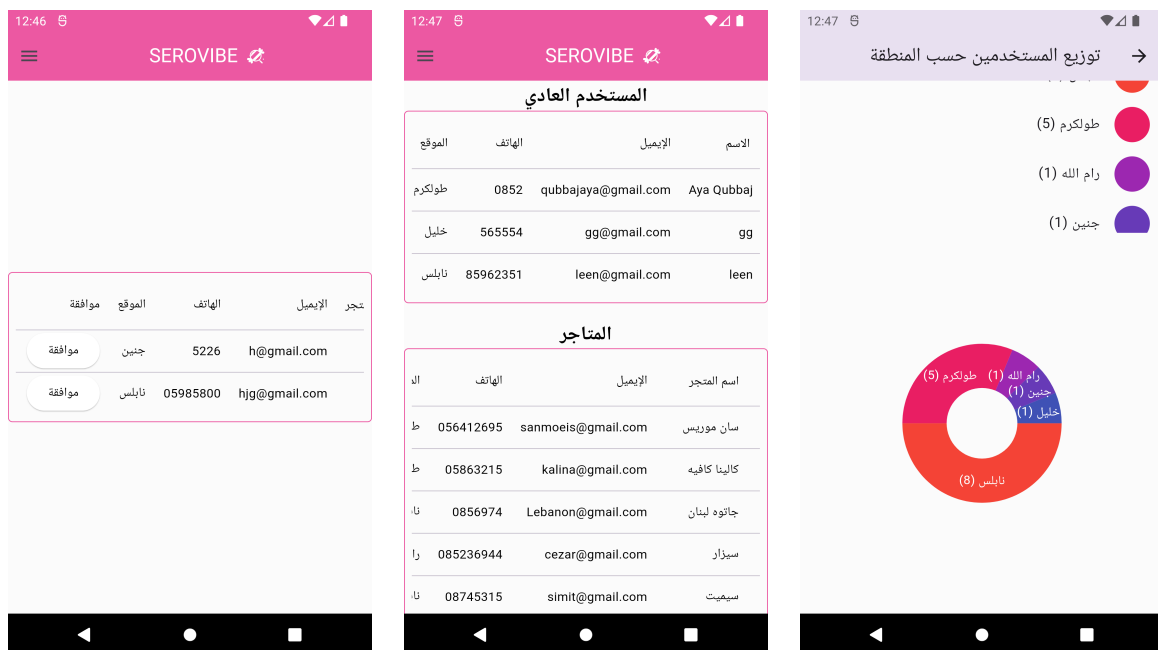 12:46
SEROVIBE
تجر الإيميل الهاتف الموقع موافقة
h@gmail.com 5226 جنين موافقة
hjg@gmail.com 05985800 نابلس موافقة
12:47
SEROVIBE
المستخدم العادي
الاسم الإيميل الهاتف الموقع
Aya Qubbaj qubbajaya@gmail.com 0852 طولكرم
gg gg@gmail.com 565554 خليل
leen leen@gmail.com 85962351 نابلس
المتاجر
اسم المتجر الإيميل الهاتف
سان موريس sanmoeis@gmail.com 056412695
كالينا كافيه kalina@gmail.com 05863215
جاتوه لبنان Lebanon@gmail.com 0856974
سيزار cezar@gmail.com 085236944
سيميت simit@gmail.com 08745315
12:47
توزيع المستخدمين حسب المنطقة
طولكرم (5)
رام الله (1)
جنين (1)
رام الله (1) طولكرم (5)
جنين (1)
خليل (1)
نابلس (8)